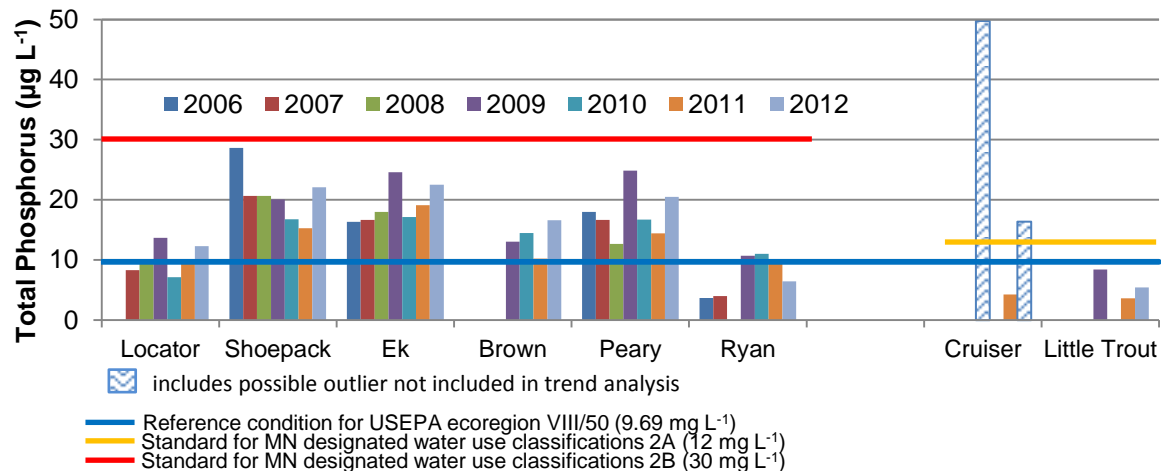 Total Phosphorus (µg L-1)
50
40
30
20
10
0
2006 2007 2008 2009 2010 2011 2012
Locator Shoepack Ek Brown Peary Ryan Cruiser Little Trout
includes possible outlier not included in trend analysis
Reference condition for USEPA ecoregion VIII/50 (9.69 mg L-1)
Standard for MN designated water use classifications 2A (12 mg L-1)
Standard for MN designated water use classifications 2B (30 mg L-1)